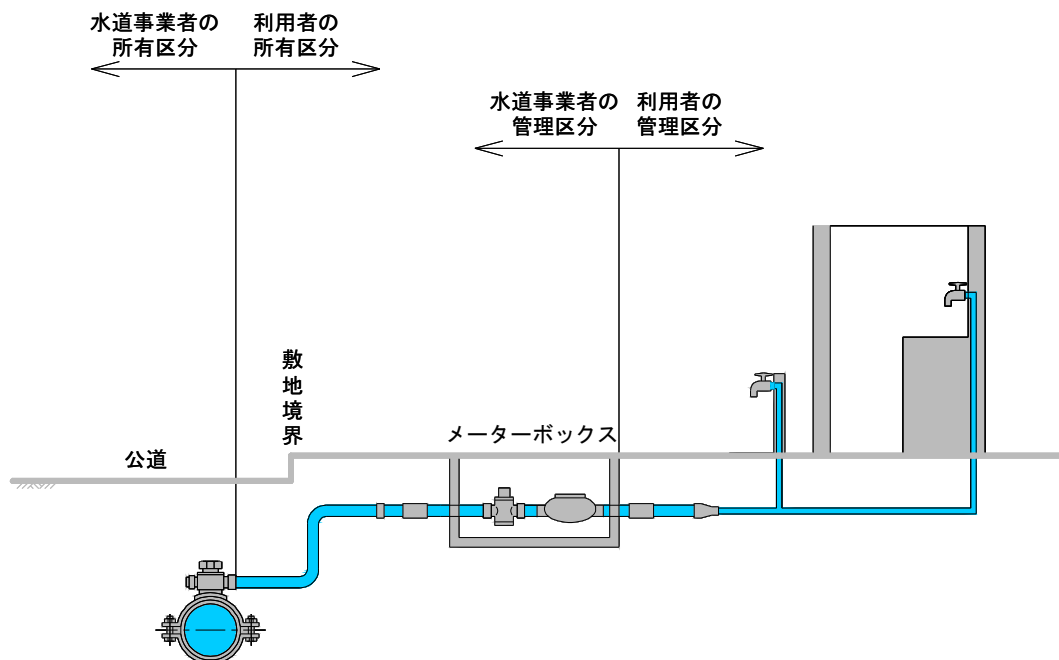 水道事業者の
所有区分
利用者の
所有区分
水道事業者の
管理区分
利用者の
管理区分
敷地境界
メーターボックス
公道